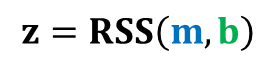 z = RSS(m,b)